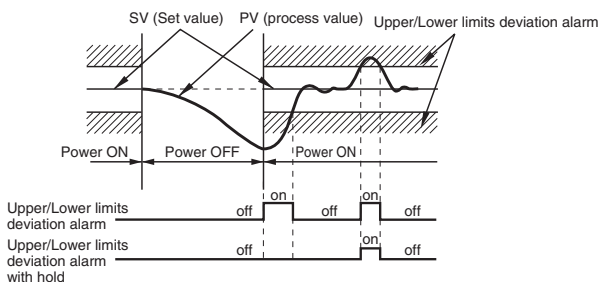 SV (Set value) PV (process value) Upper/Lower limits deviation alarm
Power ON Power OFF Power ON
on on
Upper/Lower limits
deviation alarm
off off off
on
Upper/Lower limits
deviation alarm
with hold
off off